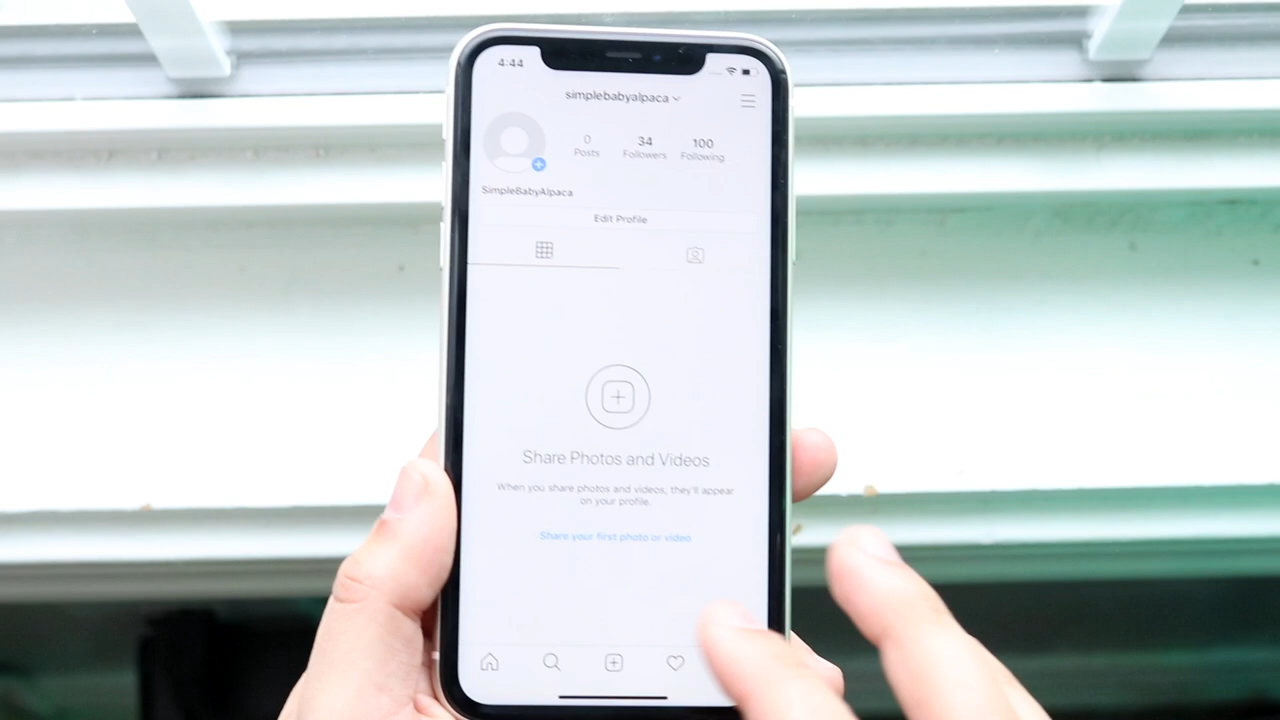 4:44
simplebabyalpaca
0 34 100
Posts Followers Following
SimpleBabyAlpaca
Edit Profile
Share Photos and Videos
When you share photos and videos, they'll appear
on your profile.
Share your first photo or video